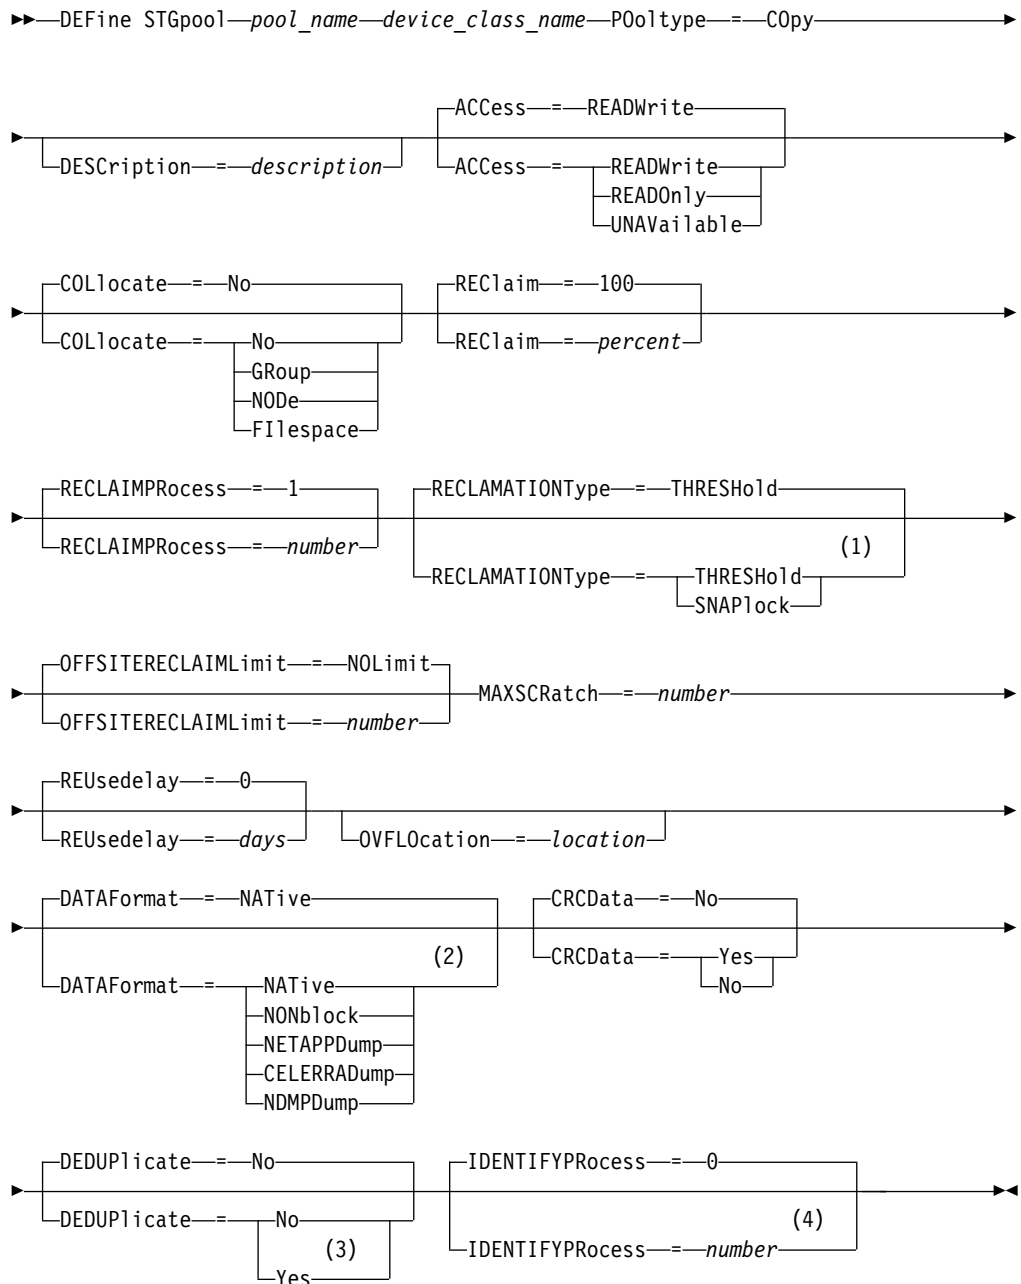 DEFine STGpool pool_name device_class_name POoltype = COpy
ACCess = READWrite
DESCription = description
ACCess = READWrite
READOnly
UNAVailable
COLlocate = No
REClaim = 100
COLlocate = No
GRoup
NODe
FIlespace
REClaim = percent
RECLAIMPRocess = 1
RECLAMATIONType = THRESHold
RECLAIMPRocess = number
(1)
RECLAMATIONType = THRESHold
SNAPlock
OFFSITERECLAIMLimit = NOLimit
MAXSCRatch = number
OFFSITERECLAIMLimit = number
REUsedelay = 0
REUsedelay = days
OVFLOcation = location
DATAFormat = NATive
CRCData = No
(2)
DATAFormat = NATive
NONblock
NETAPPDump
CELERRADump
NDMPDump
CRCData = Yes
No
DEDUPlicate = No
IDENTIFYPRocess = 0
DEDUPlicate = No
(3)
Yes
(4)
IDENTIFYPRocess = number